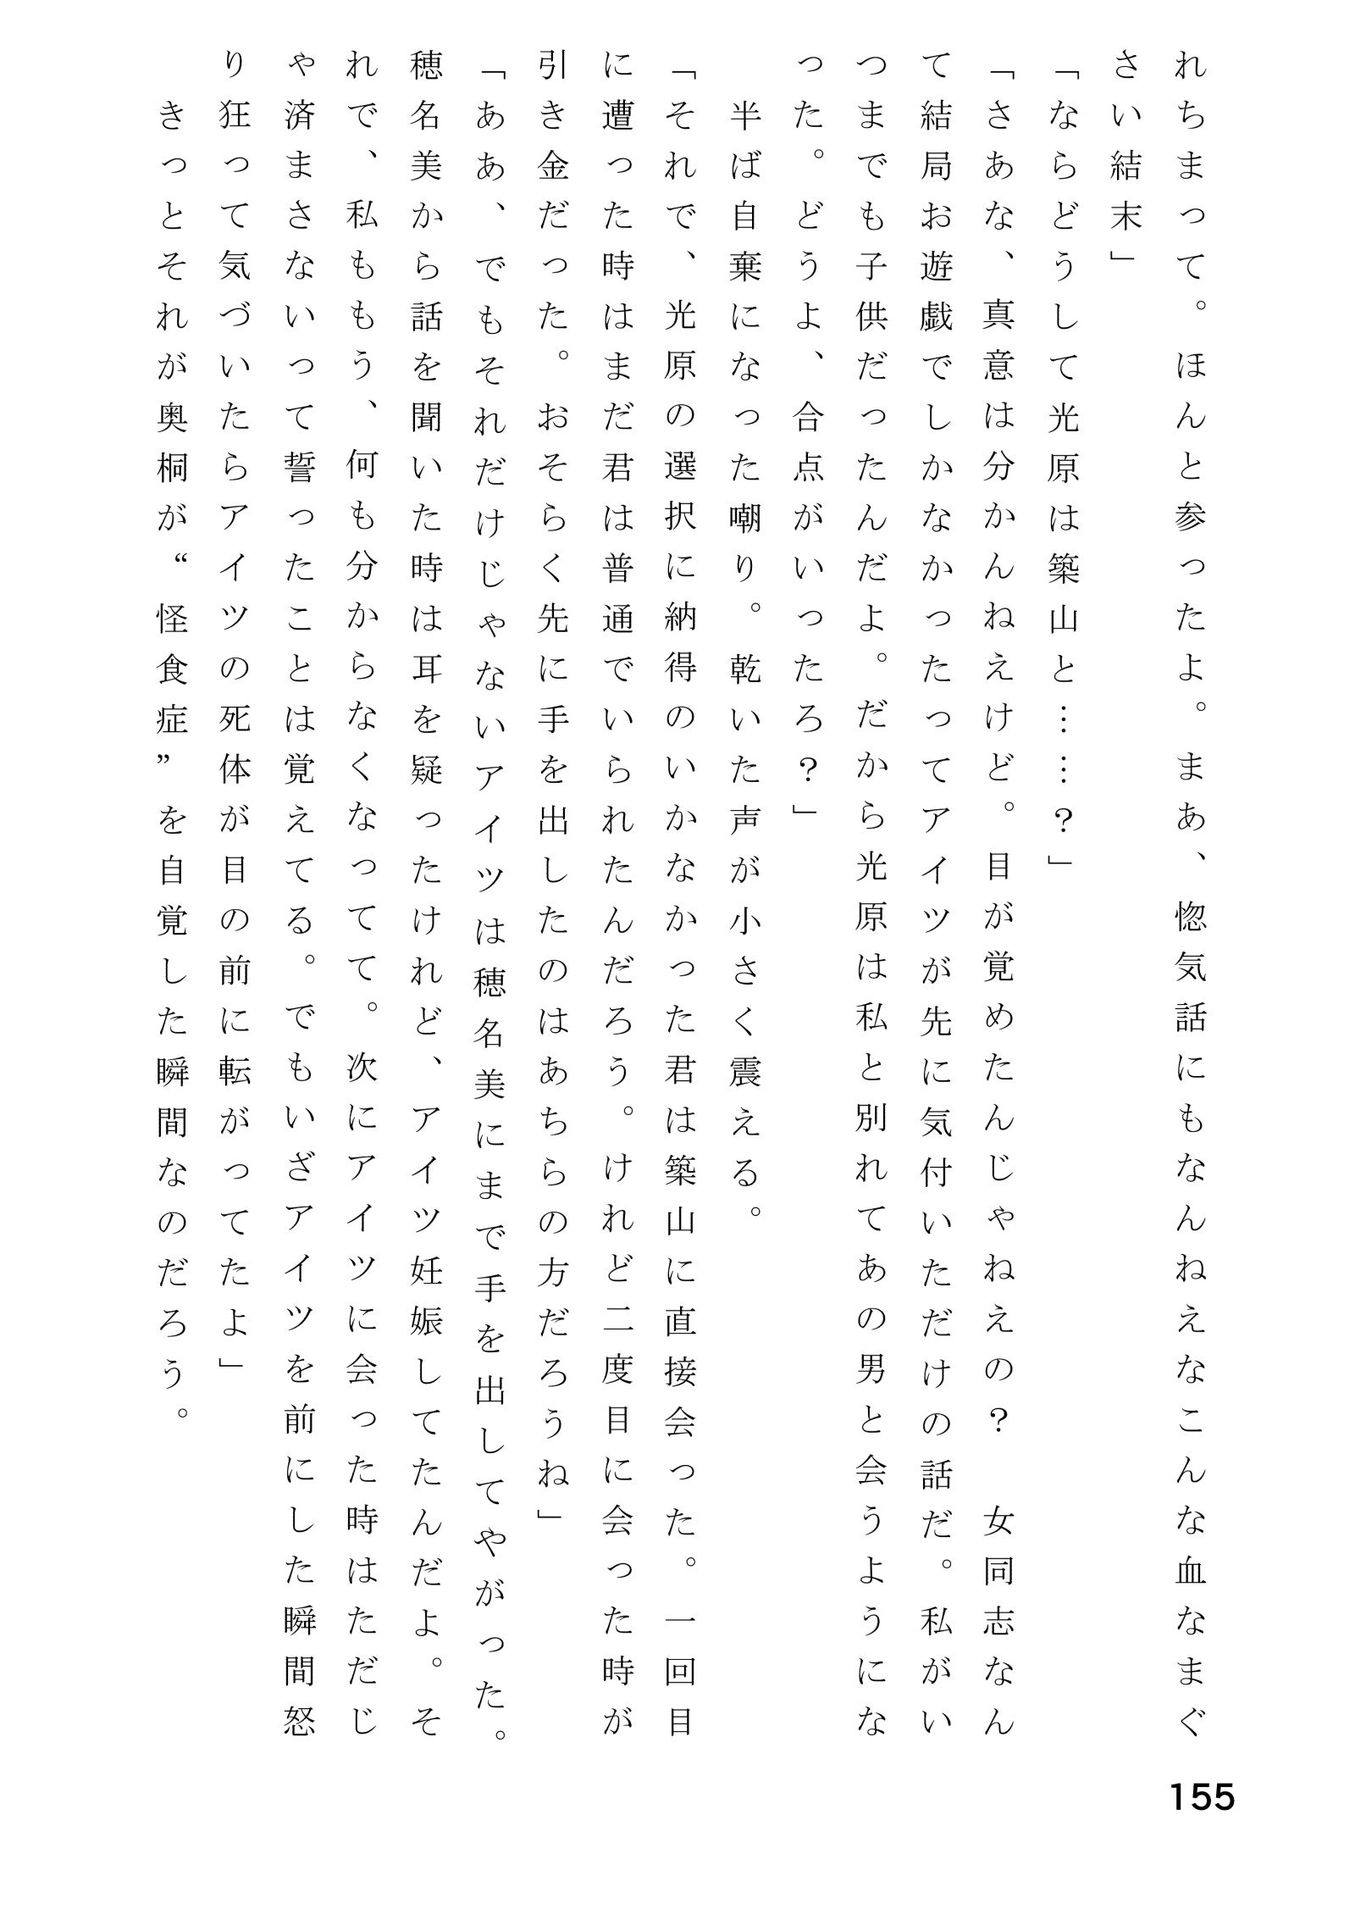 れちまって。ほんと参ったよ。まあ、惚気話にもなんねえなこんな血なまぐ
さい結末」
「ならどうして光原は築山と……？」
「さあな、真意は分かんねえけど。目が覚めたんじゃねえの？　女同志なん
て結局お遊戯でしかなかったってアイツが先に気付いただけの話だ。私がい
つまでも子供だったんだよ。だから光原は私と別れてあの男と会うようにな
った。どうよ、合点がいったろ？」
　半ば自棄になった嘲り。乾いた声が小さく震える。
「それで、光原の選択に納得のいかなかった君は築山に直接会った。一回目
に遭った時はまだ君は普通でいられたんだろう。けれど二度目に会った時が
引き金だった。おそらく先に手を出したのはあちらの方だろうね」
「ああ、でもそれだけじゃないアイツは穂名美にまで手を出してやがった。
穂名美から話を聞いた時は耳を疑ったけれど、アイツ妊娠してたんだよ。そ
れで、私ももう、何も分からなくなってて。次にアイツに会った時はただじ
ゃ済まさないって誓ったことは覚えてる。でもいざアイツを前にした瞬間怒
り狂って気づいたらアイツの死体が目の前に転がってたよ」
　きっとそれが奥桐が“怪食症”を自覚した瞬間なのだろう。
155